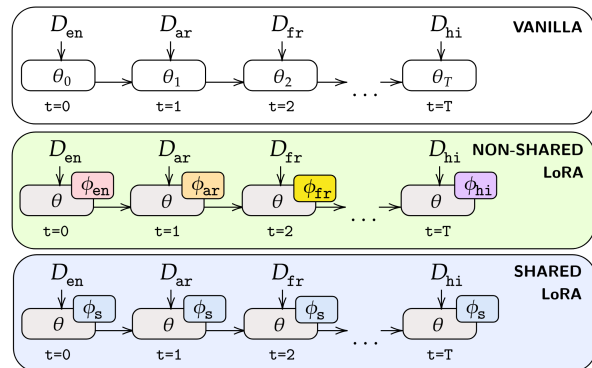 D_en D_ar D_fr D_hi VANILLA
θ_0 θ_1 θ_2 ... θ_T
t=0 t=1 t=2 t=T
D_en D_ar D_fr D_hi NON-SHARED
LoRA
θ ϕ_en θ ϕ_ar θ ϕ_fr ... θ ϕ_hi
t=0 t=1 t=2 t=T
D_en D_ar D_fr D_hi SHARED
LoRA
θ ϕ_s θ ϕ_s θ ϕ_s ... θ ϕ_s
t=0 t=1 t=2 t=T